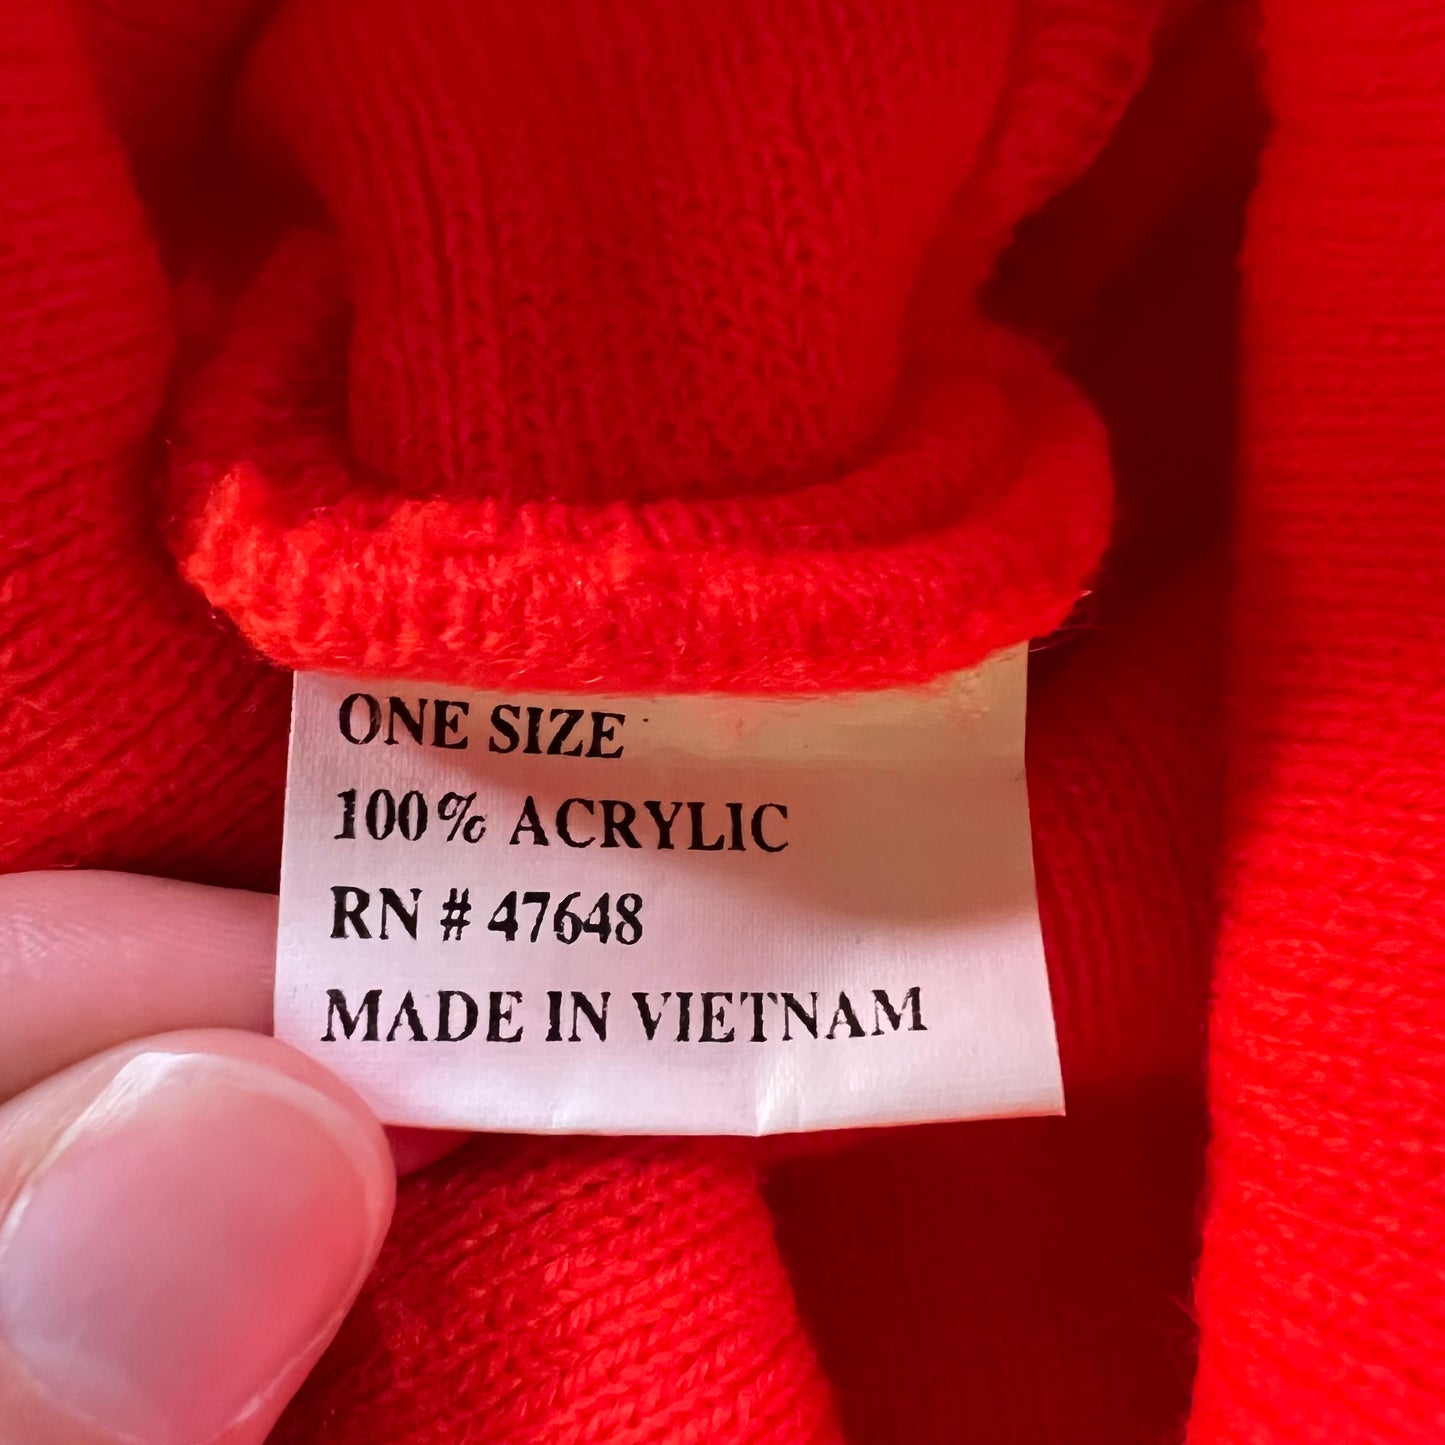 ONE SIZE
100% ACRYLIC
RN # 47648
MADE IN VIETNAM